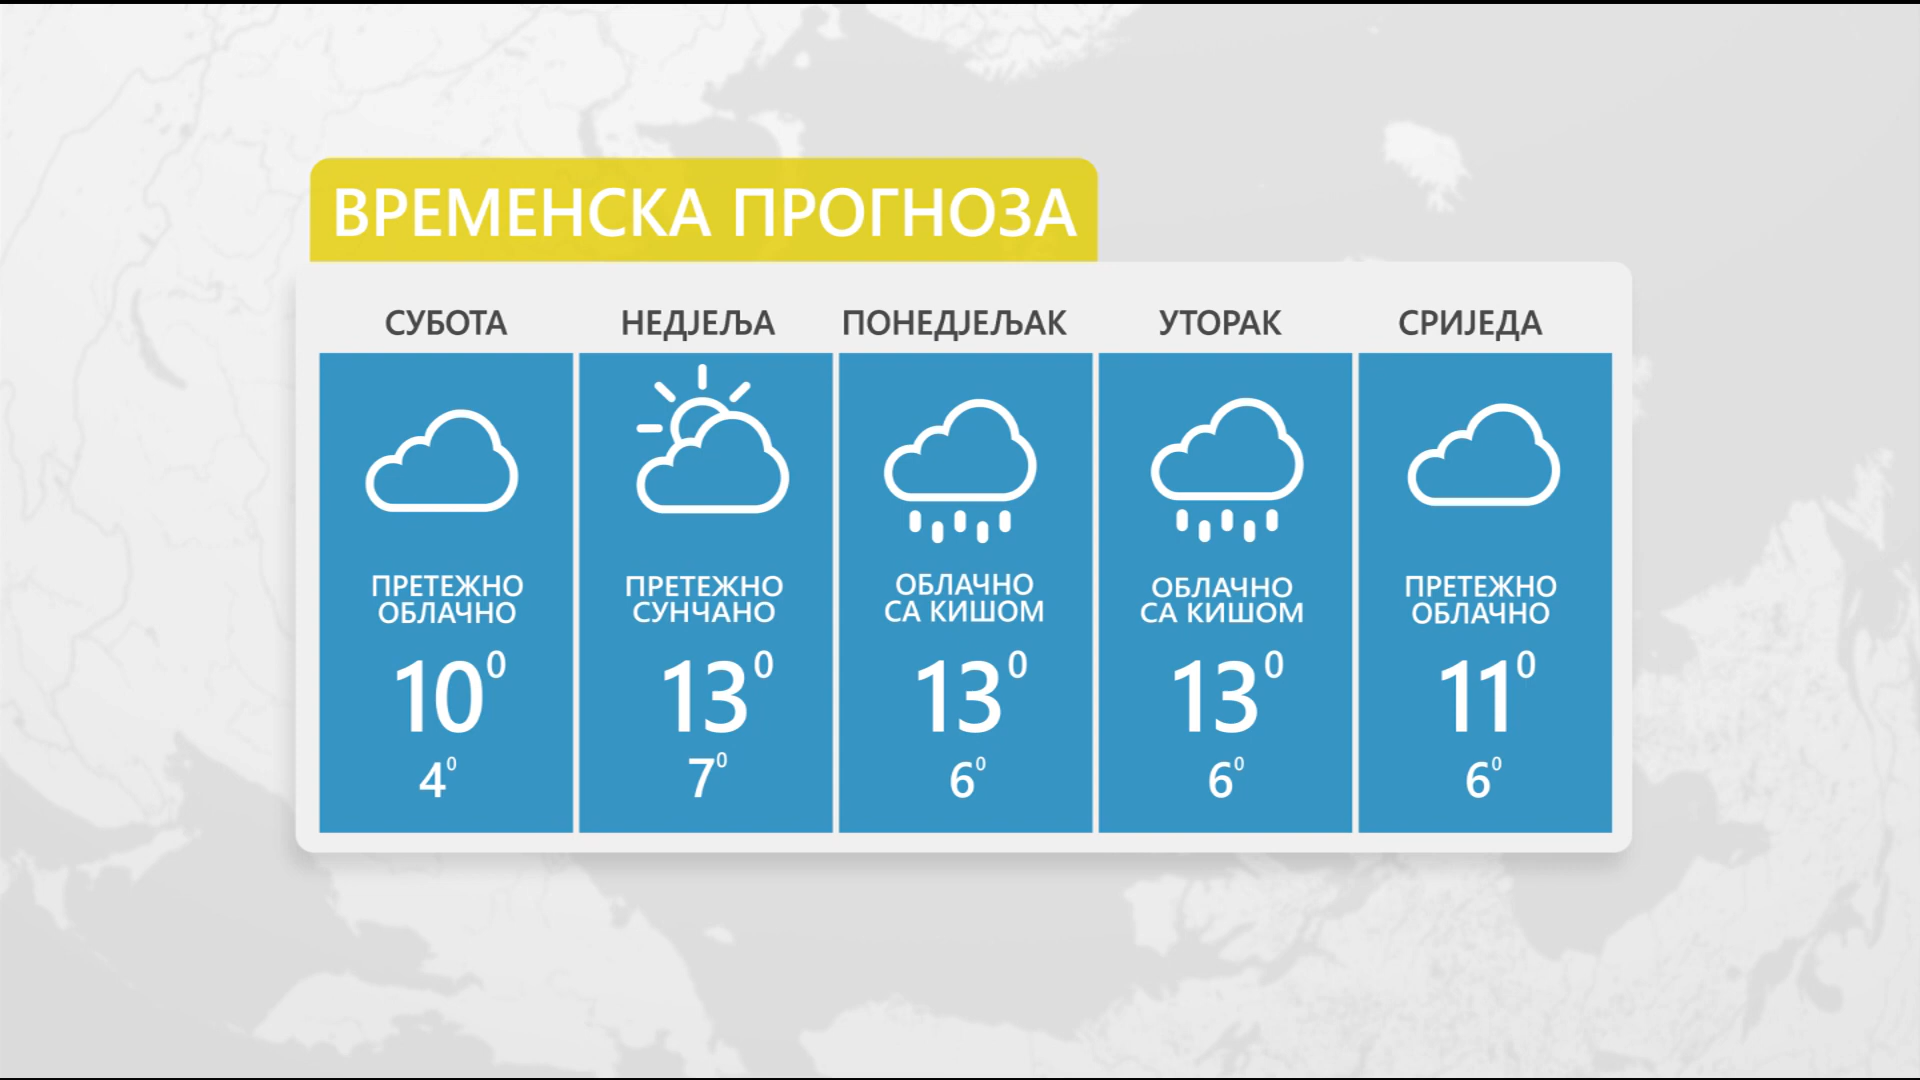 ВРЕМЕНСКА ПРОГНОЗА
СУБОТА
ПРЕТЕЖНО
ОБЛАЧНО
10⁰
4⁰
НЕДЈЕЉА
ПРЕТЕЖНО
СУНЧАНО
13⁰
7⁰
ПОНЕДЈЕЉАК
ОБЛАЧНО
СА КИШОМ
13⁰
6⁰
УТОРАК
ОБЛАЧНО
СА КИШОМ
13⁰
6⁰
СРИЈЕДА
ПРЕТЕЖНО
ОБЛАЧНО
11⁰
6⁰